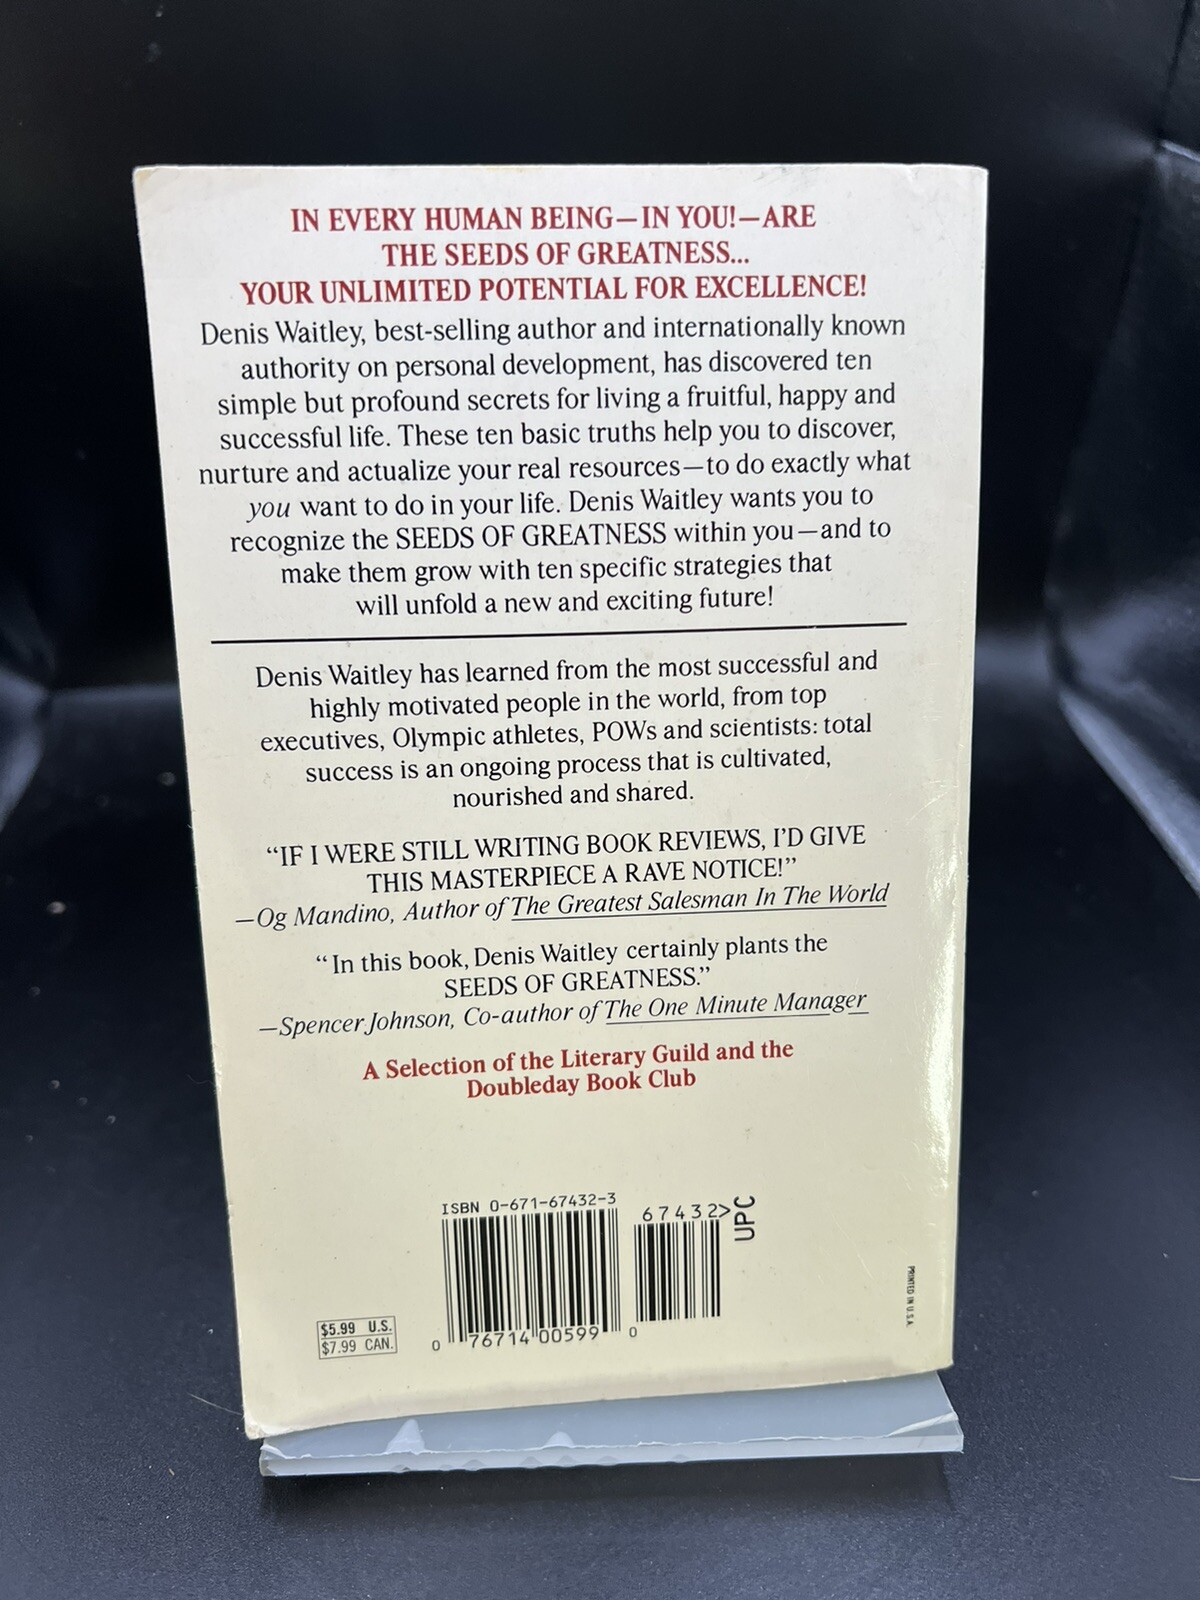 IN EVERY HUMAN BEING—IN YOU!—ARE
THE SEEDS OF GREATNESS...
YOUR UNLIMITED POTENTIAL FOR EXCELLENCE!
Denis Waitley, best-selling author and internationally known
authority on personal development, has discovered ten
simple but profound secrets for living a fruitful, happy and
successful life. These ten basic truths help you to discover,
nurture and actualize your real resources—to do exactly what
you want to do in your life. Denis Waitley wants you to
recognize the SEEDS OF GREATNESS within you—and to
make them grow with ten specific strategies that
will unfold a new and exciting future!
Denis Waitley has learned from the most successful and
highly motivated people in the world, from top
executives, Olympic athletes, POWs and scientists: total
success is an ongoing process that is cultivated,
nourished and shared.
“IF I WERE STILL WRITING BOOK REVIEWS, I’D GIVE
THIS MASTERPIECE A RAVE NOTICE!”
—Og Mandino, Author of The Greatest Salesman In The World
“In this book, Denis Waitley certainly plants the
SEEDS OF GREATNESS.”
—Spencer Johnson, Co-author of The One Minute Manager
A Selection of the Literary Guild and the
Doubleday Book Club
ISBN 0-671-67432-3
67432>
UPC
0 76714 00599 0
$5.99 U.S.
$7.99 CAN.
PRINTED IN U.S.A.